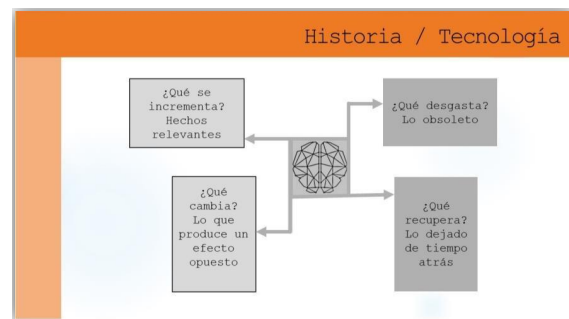 Historia / Tecnología
¿Qué se
incrementa?
Hechos
relevantes
¿Qué desgasta?
Lo obsoleto
¿Qué
cambia?
Lo que
produce un
efecto
opuesto
¿Qué
recupera?
Lo dejado
de tiempo
atrás